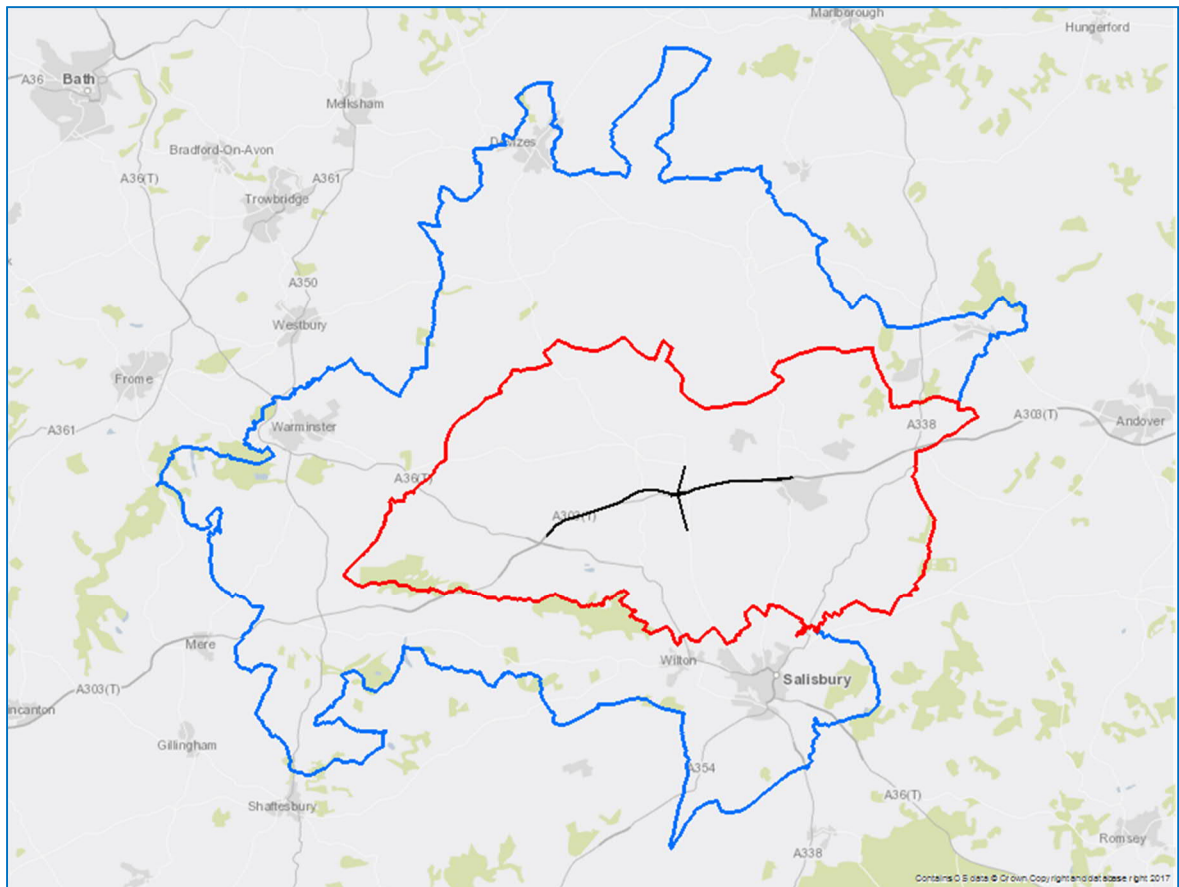 Marlborough
Hungerford
A36
Bath
Melksham
Devizes
Bradford-On-Avon
A36(T)
A361
Trowbridge
A350
Westbury
Frome
A303(T)
Andover
A338
Warminster
A361
A36(T)
A303(T)
Mere
Wilton
Salisbury
A303(T)
incanton
Gillingham
A354
A36(T)
Shaftesbury
Romsey
A338
Contains OS data © Crown Copyright and database right 2017